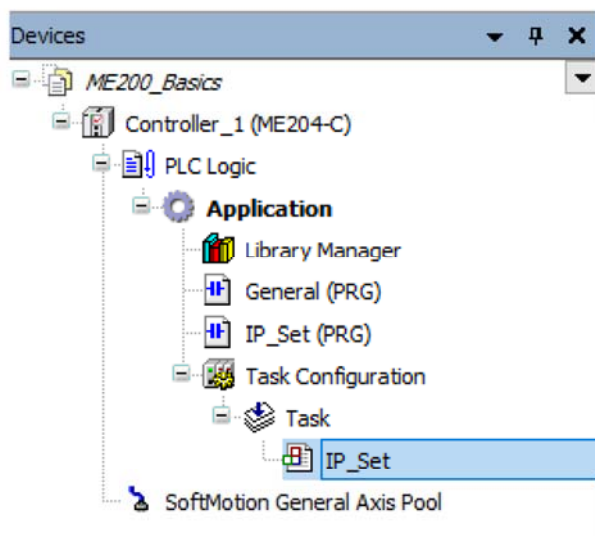 Devices
ME200_Basics
Controller_1 (ME204-C)
PLC Logic
Application
Library Manager
General (PRG)
IP_Set (PRG)
Task Configuration
Task
IP_Set
SoftMotion General Axis Pool